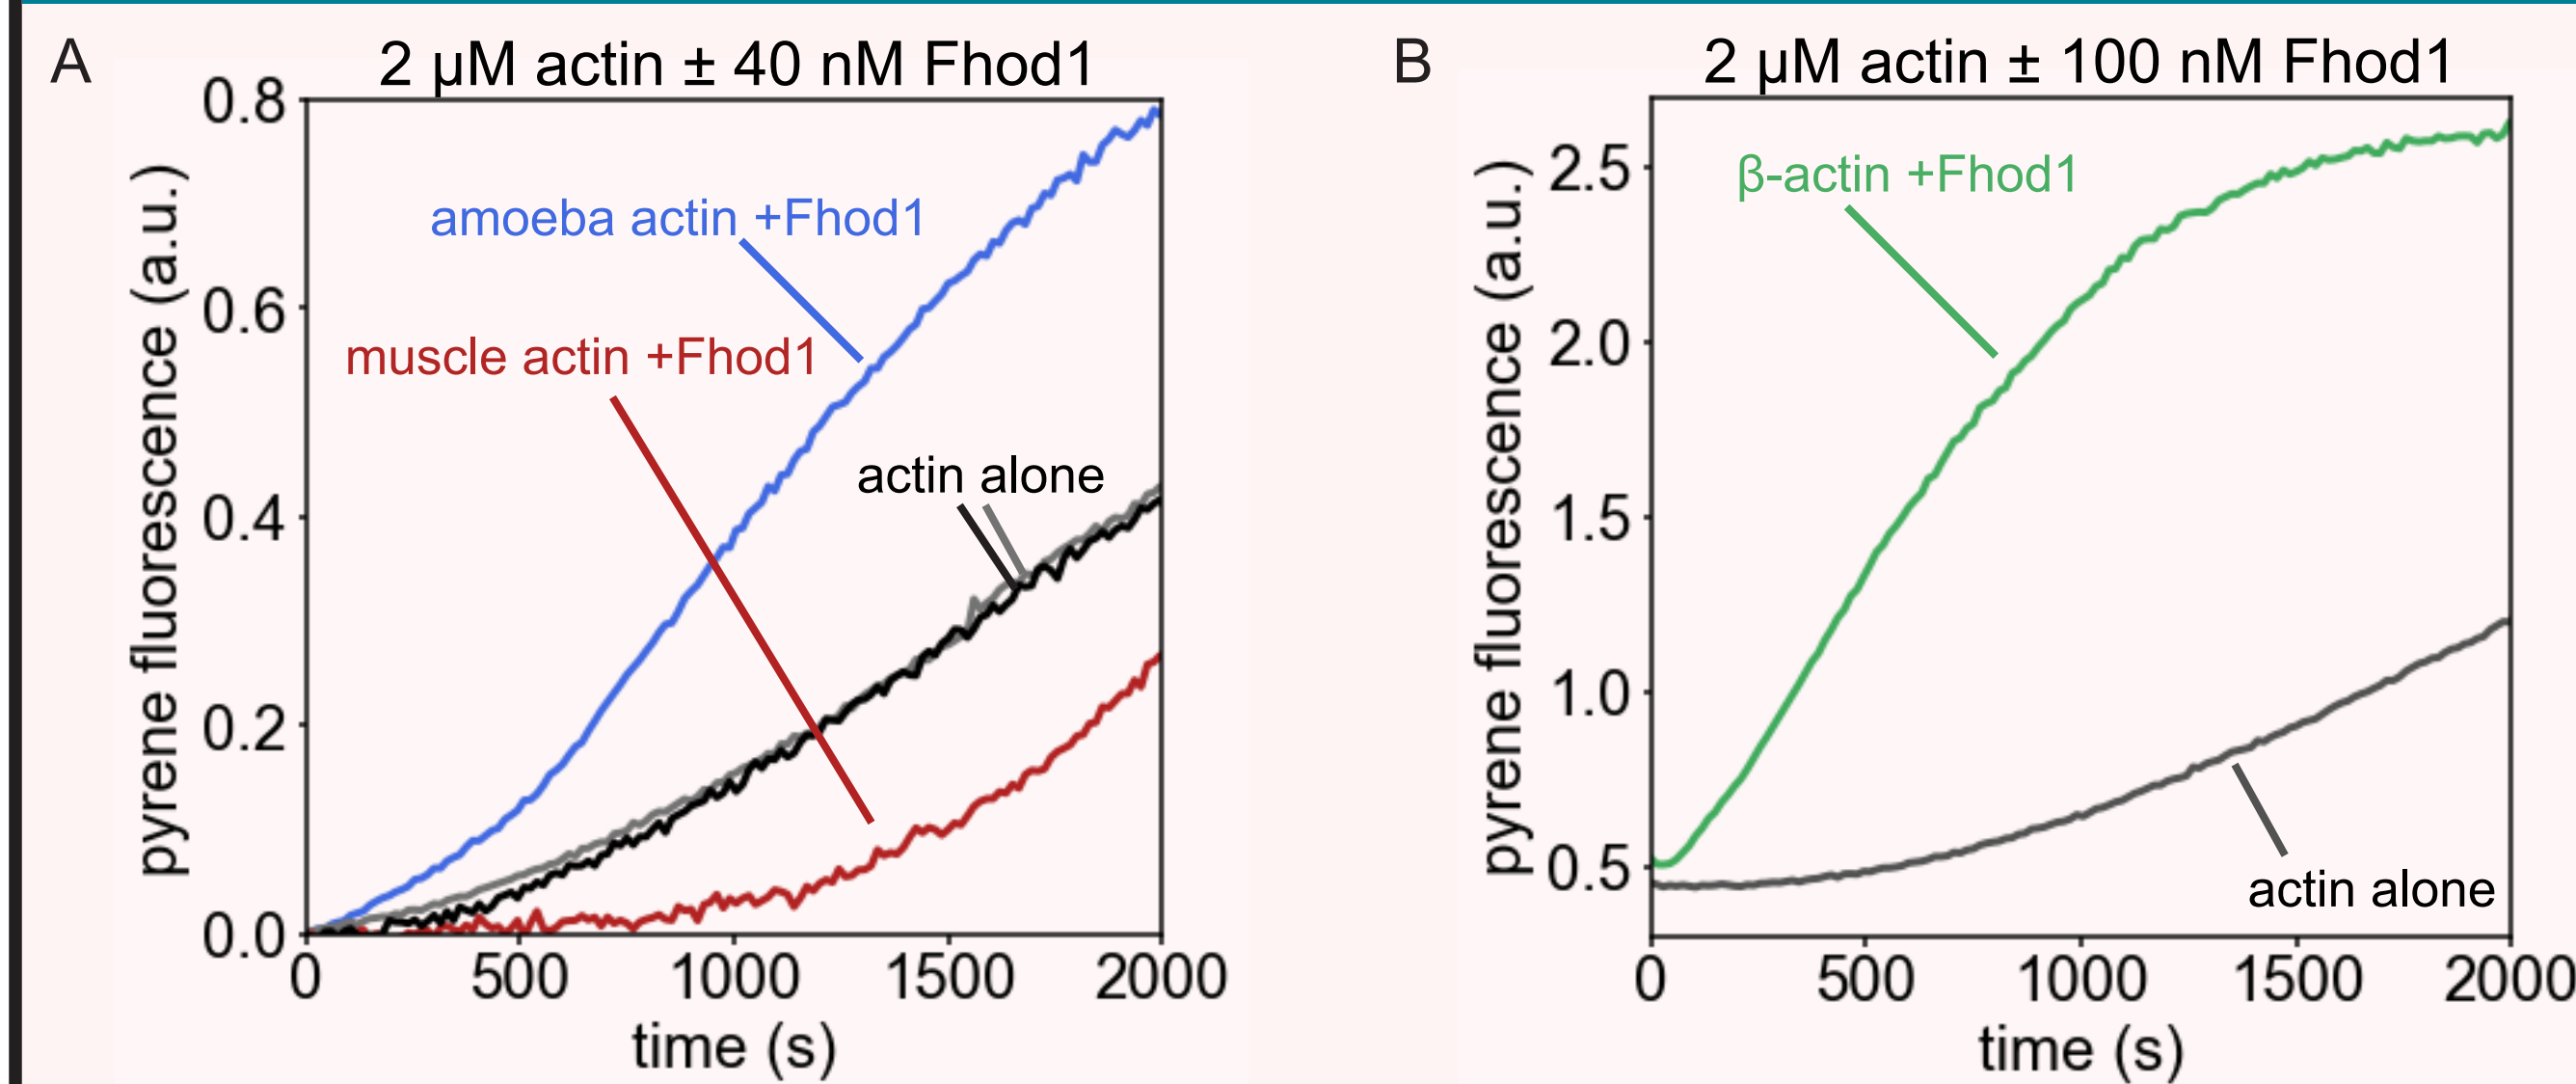 A
2 μM actin ± 40 nM Fhod1
0.8
0.6
0.4
0.2
0.0
pyrene fluorescence (a.u.)
amoeba actin +Fhod1
muscle actin +Fhod1
actin alone
0 500 1000 1500 2000
time (s)
B
2 μM actin ± 100 nM Fhod1
2.5
2.0
1.5
1.0
0.5
pyrene fluorescence (a.u.)
β-actin +Fhod1
actin alone
0 500 1000 1500 2000
time (s)